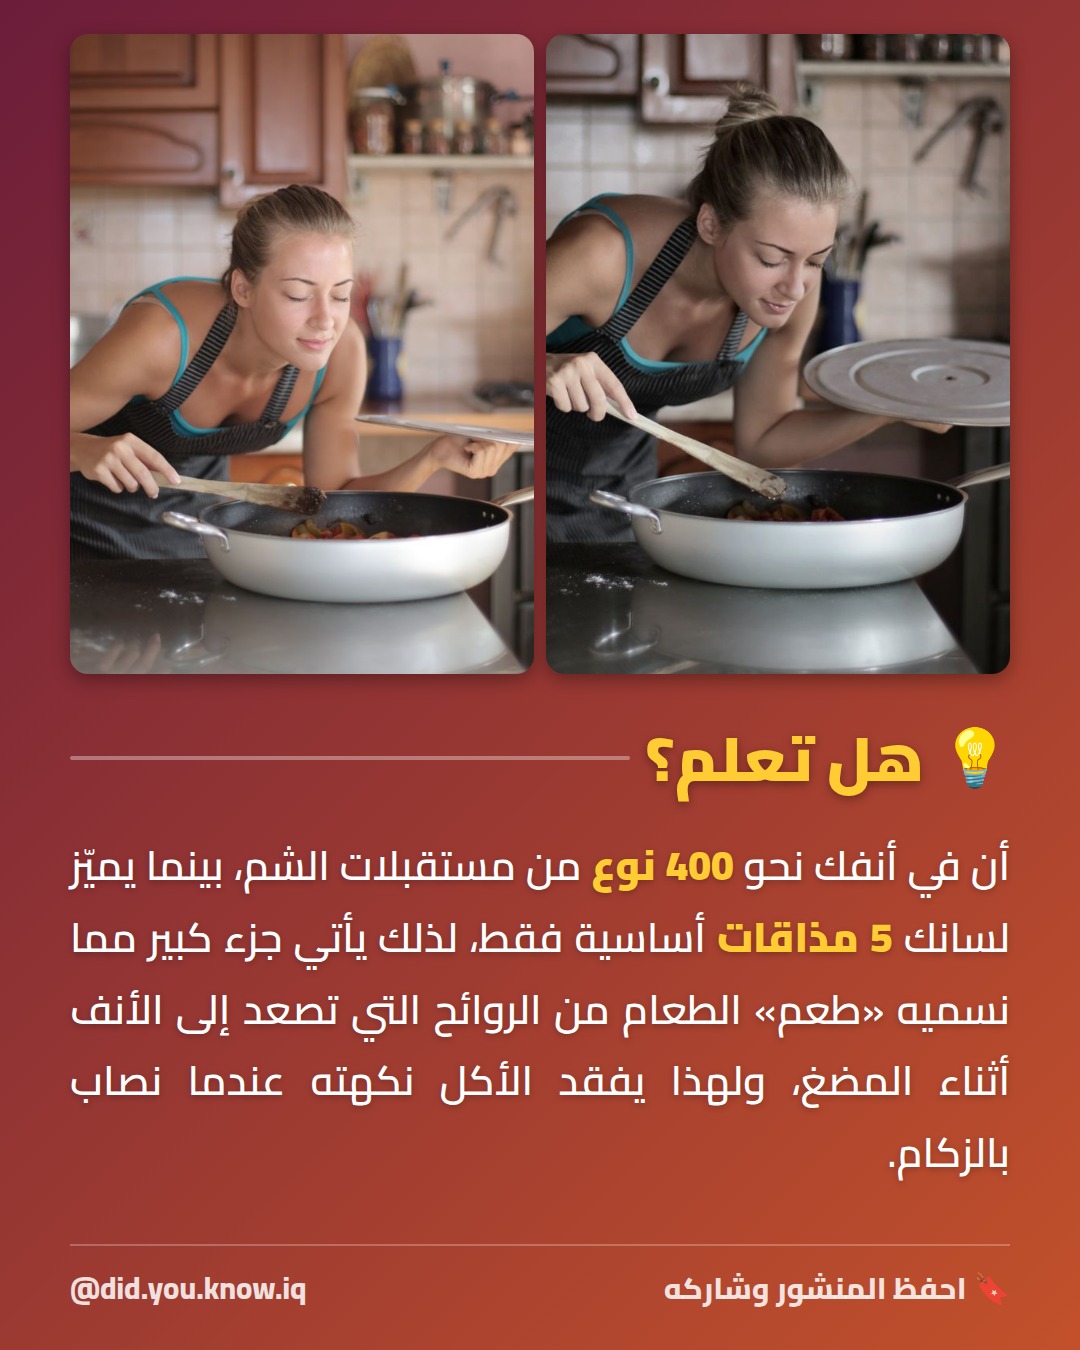 💡 هل تعلم؟
أن في أنفك نحو 400 نوع من مستقبلات الشم، بينما يميّز
لسانك 5 مذاقات أساسية فقط، لذلك يأتي جزء كبير مما
نسميه «طعم» الطعام من الروائح التي تصعد إلى الأنف
أثناء المضغ، ولهذا يفقد الأكل نكهته عندما نصاب
بالزكام.
🔖 احفظ المنشور وشاركه
@did.you.know.iq